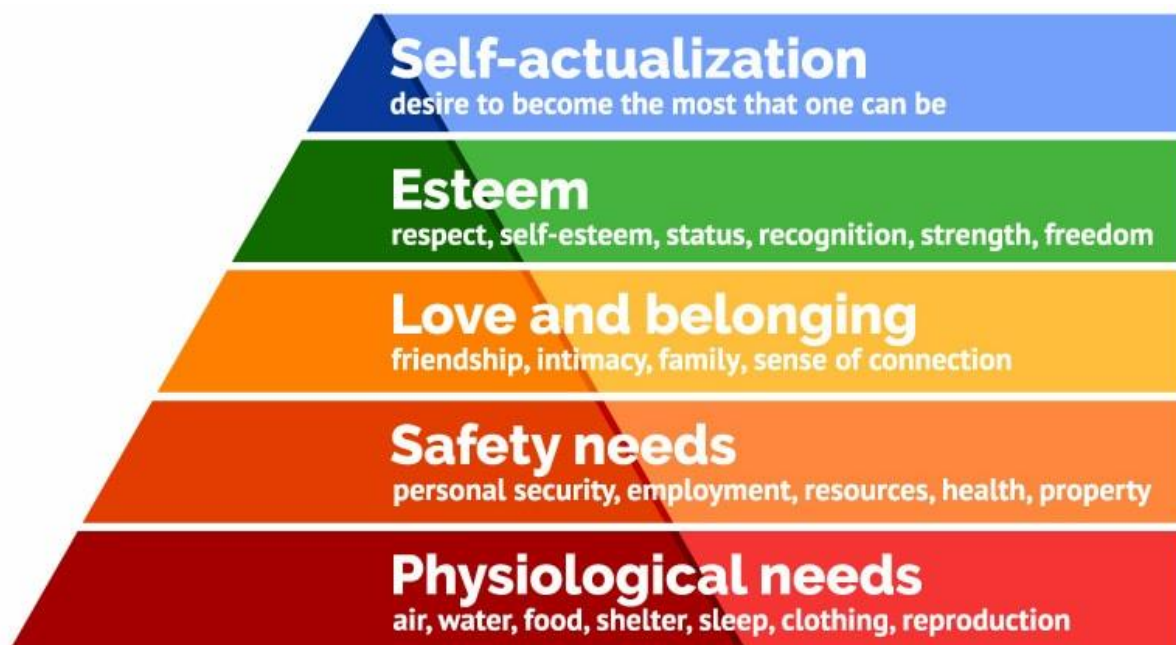 Self-actualization
desire to become the most that one can be
Esteem
respect, self-esteem, status, recognition, strength, freedom
Love and belonging
friendship, intimacy, family, sense of connection
Safety needs
personal security, employment, resources, health, property
Physiological needs
air, water, food, shelter, sleep, clothing, reproduction